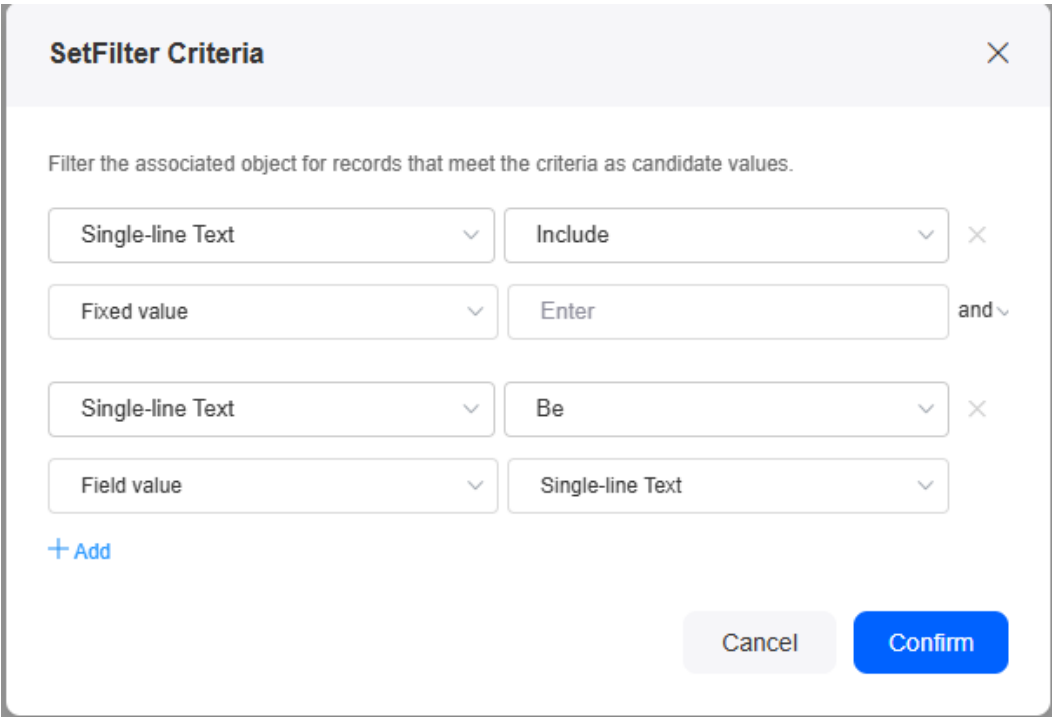 SetFilter Criteria
Filter the associated object for records that meet the criteria as candidate values.
Single-line Text Include
Fixed value Enter and
Single-line Text Be
Field value Single-line Text
+ Add
Cancel Confirm